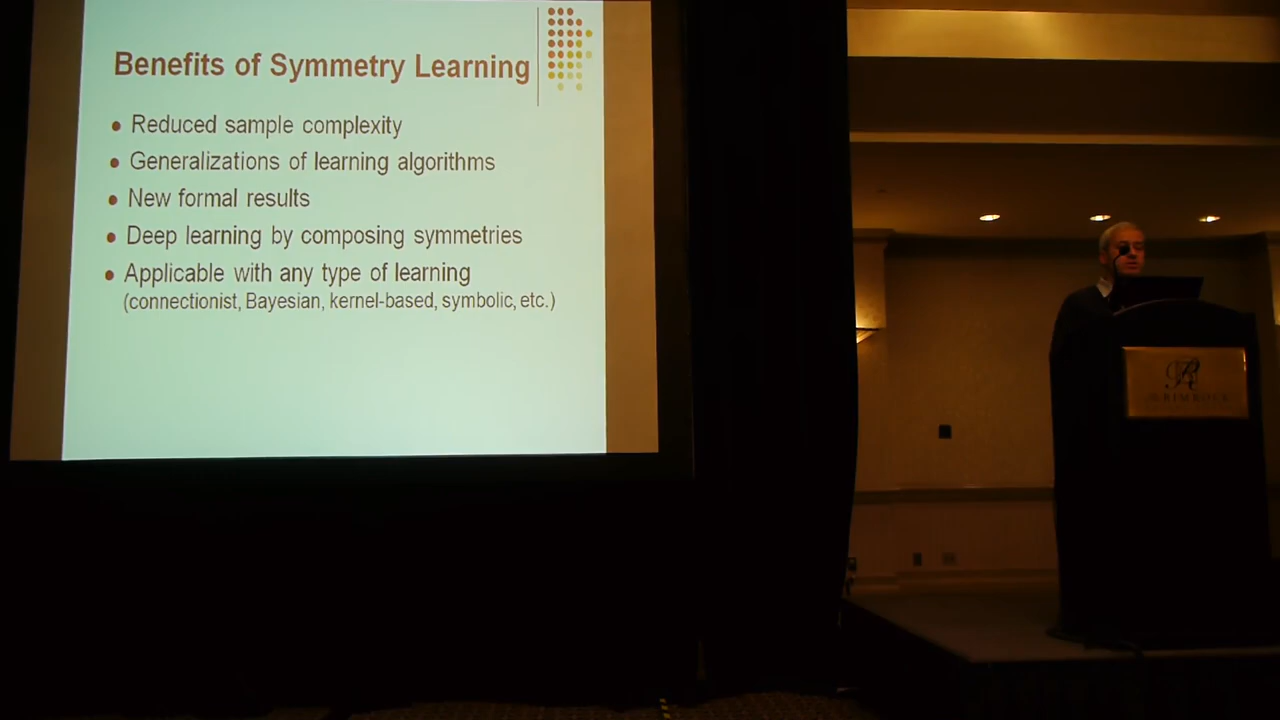 Benefits of Symmetry Learning
Reduced sample complexity
Generalizations of learning algorithms
New formal results
Deep learning by composing symmetries
Applicable with any type of learning
(connectionist, Bayesian, kernel-based, symbolic, etc.)